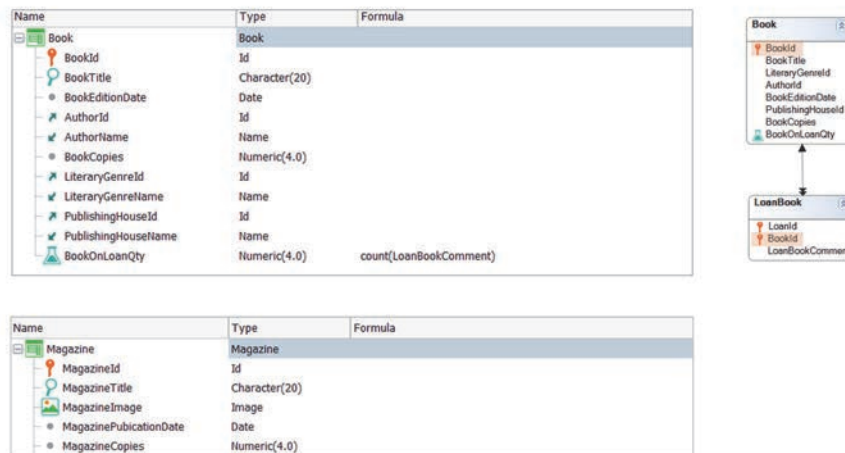 Name Type Formula
Book Book
BookId Id
BookTitle Character(20)
BookEditionDate Date
AuthorId Id
AuthorName Name
BookCopies Numeric(4.0)
LiteraryGenreId Id
LiteraryGenreName Name
PublishingHouseId Id
PublishingHouseName Name
BookOnLoanQty Numeric(4.0) count(LoanBookComment)
Book
BookId
BookTitle
LiteraryGenreId
AuthorId
BookEditionDate
PublishingHouseId
BookCopies
BookOnLoanQty
LoanBook
LoanId
BookId
LoanBookCommen
Name Type Formula
Magazine Magazine
MagazineId Id
MagazineTitle Character(20)
MagazineImage Image
MagazinePubicationDate Date
MagazineCopies Numeric(4.0)